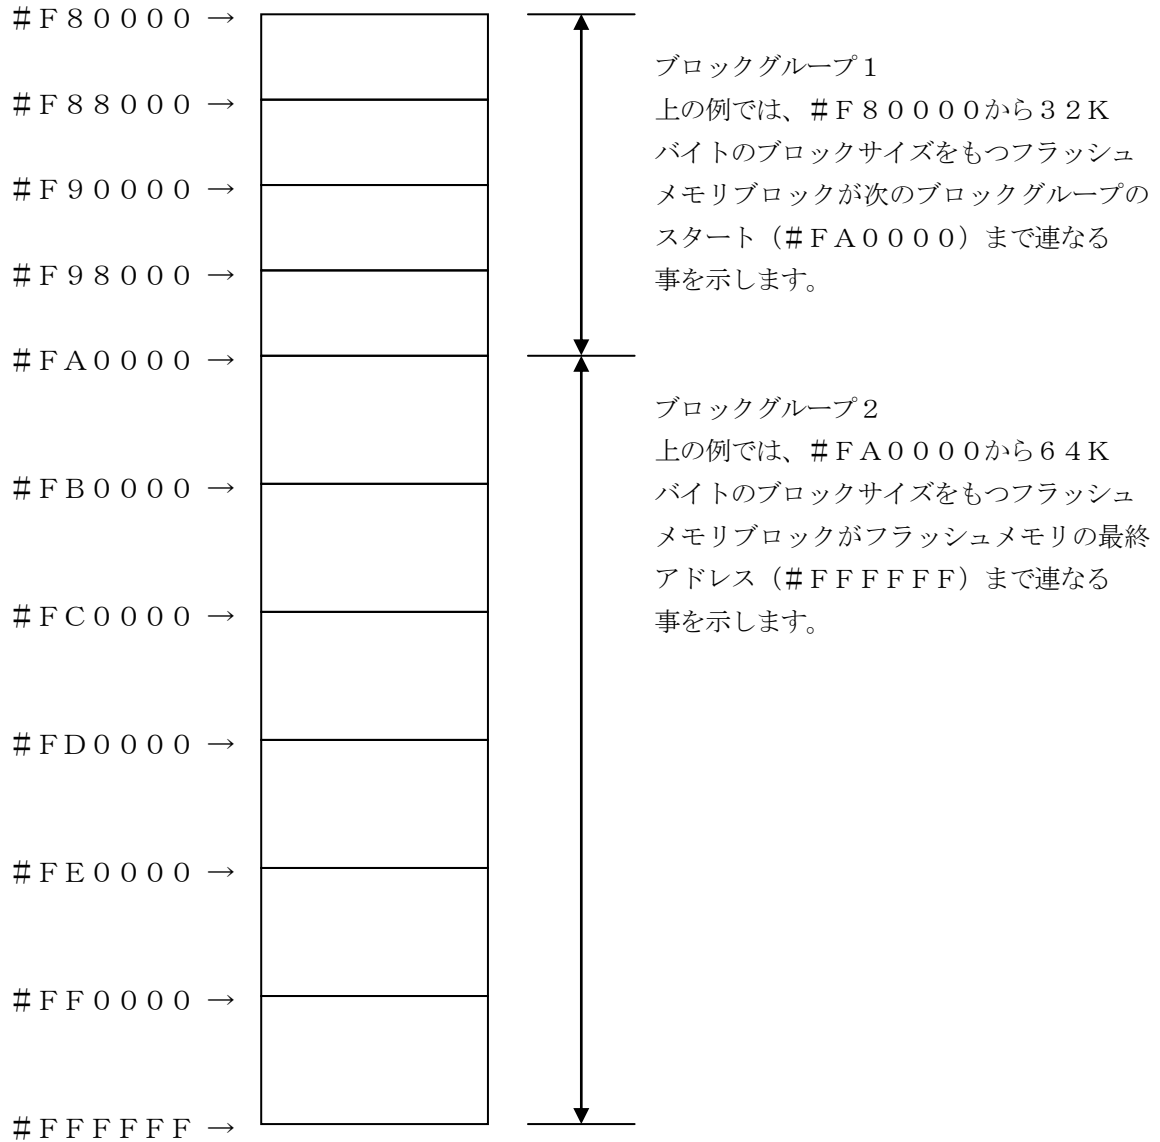 ＃Ｆ８００００ →
ブロックグループ１
＃Ｆ８８０００ →
上の例では、＃Ｆ８００００から３２Ｋ
バイトのブロックサイズをもつフラッシュ
＃Ｆ９００００ →
メモリブロックが次のブロックグループの
スタート（＃ＦＡ００００）まで連なる
＃Ｆ９８０００ →
事を示します。
＃ＦＡ００００ →
ブロックグループ２
上の例では、＃ＦＡ００００から６４Ｋ
＃ＦＢ００００ →
バイトのブロックサイズをもつフラッシュ
メモリブロックがフラッシュメモリの最終
アドレス（＃ＦＦＦＦＦＦ）まで連なる
＃ＦＣ００００ →
事を示します。
＃ＦＤ００００ →
＃ＦＥ００００ →
＃ＦＦ００００ →
＃ＦＦＦＦＦＦ →